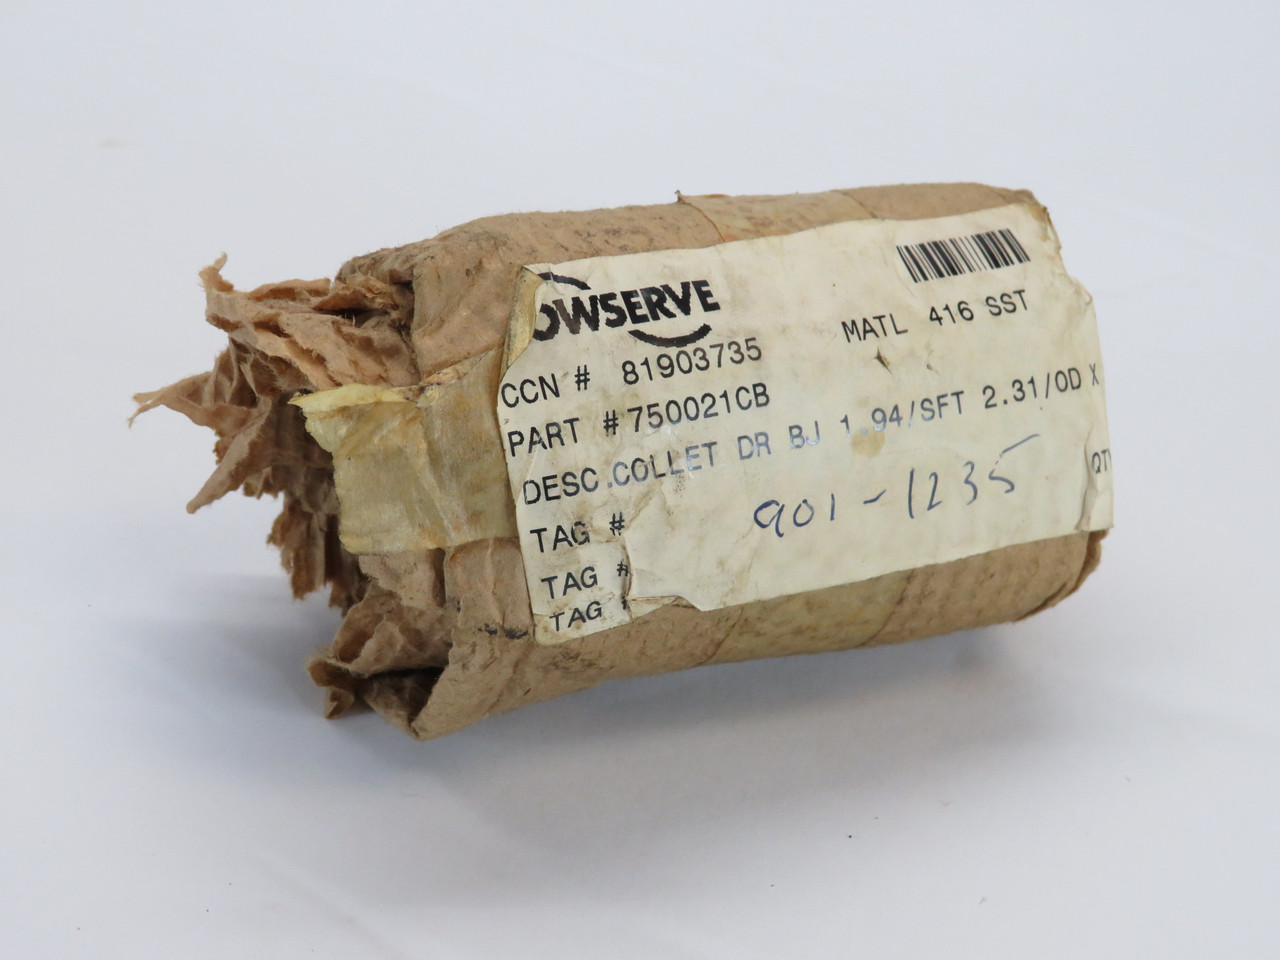 OWSERVE
MATL 416 SST
CCN # 81903735
PART #750021CB
DESC.COLLET DR BJ 1.94/SFT 2.31/OD X
901-1235
QTY
TAG #
TAG #
TAG